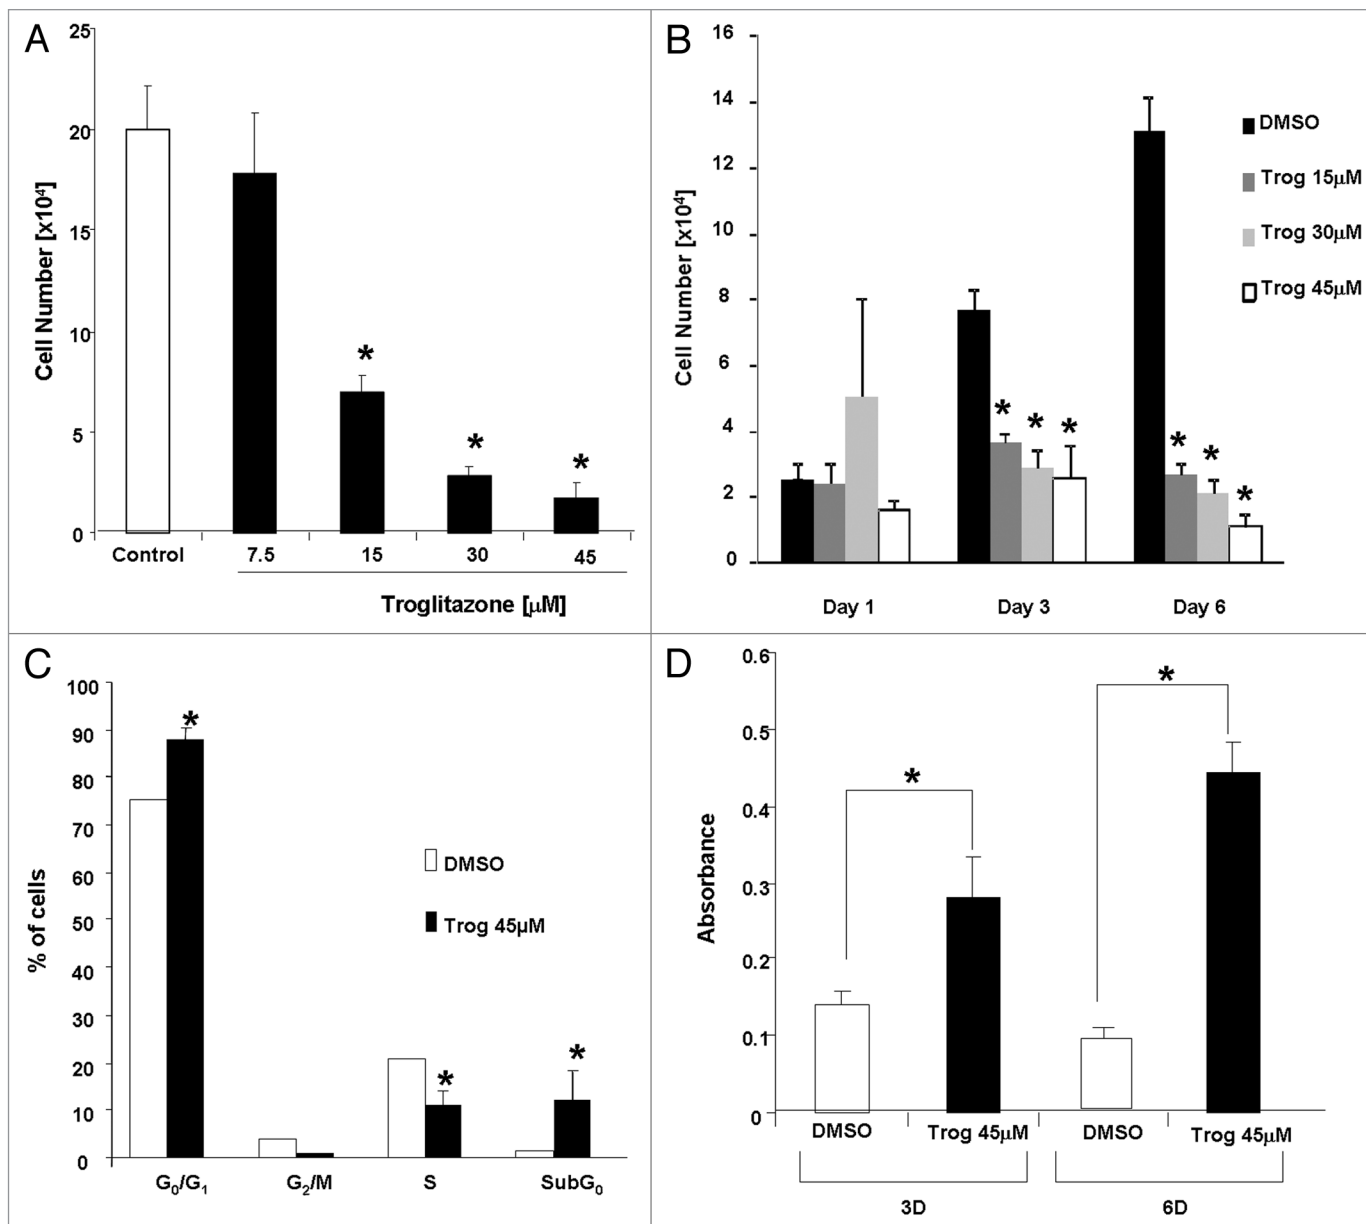 A
25
20
15
10
5
0
Cell Number [x10⁴]
*
*
*
Control 7.5 15 30 45
Troglitazone [μM]
B
16
14
12
10
8
6
4
2
0
Cell Number [x10⁴]
DMSO
Trog 15μM
Trog 30μM
Trog 45μM
* * *
* * *
Day 1 Day 3 Day 6
C
100
90
80
70
60
50
40
30
20
10
0
% of cells
*
*
*
DMSO
Trog 45μM
G₀/G₁ G₂/M S SubG₀
D
0.6
0.5
0.4
0.3
0.2
0.1
0
Absorbance
*
*
DMSO Trog 45μM DMSO Trog 45μM
3D 6D